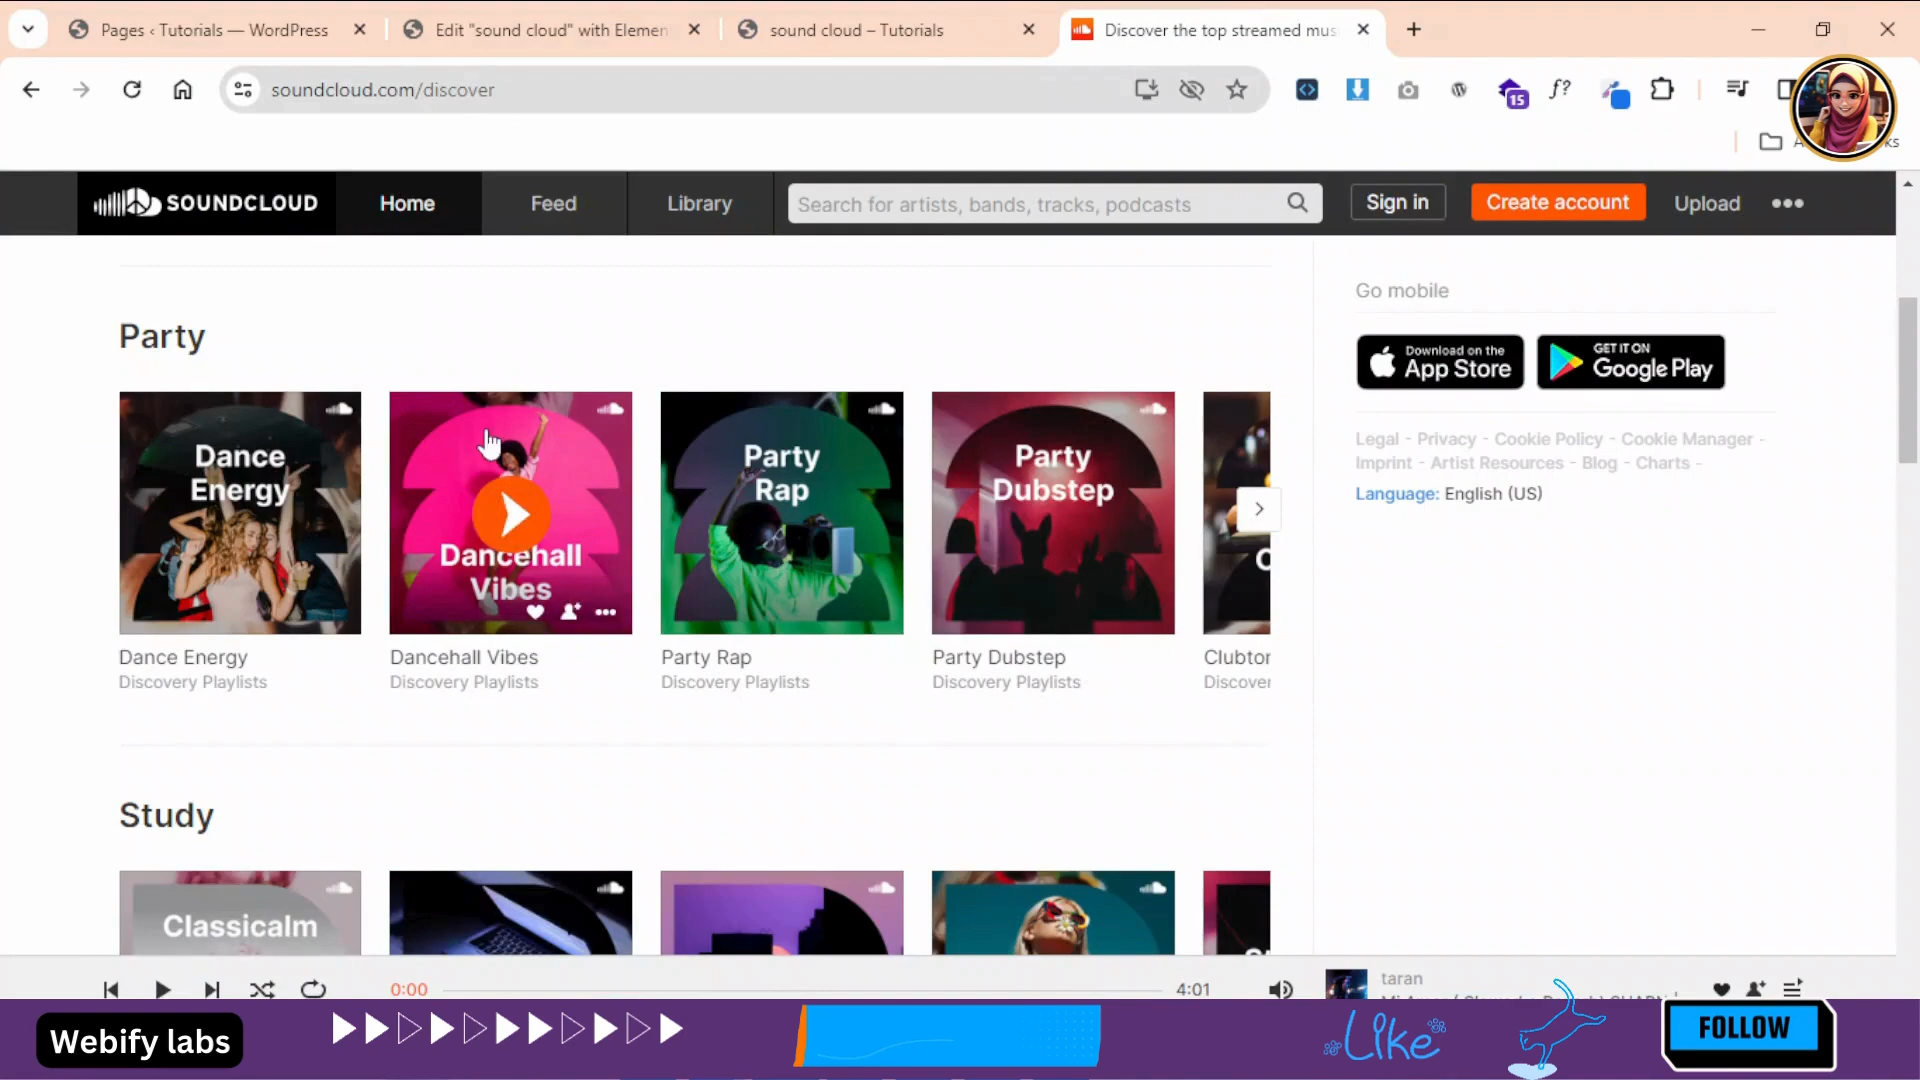 Pages ‹ Tutorials — WordPress
Edit "sound cloud" with Elemen
sound cloud – Tutorials
Discover the top streamed mus
soundcloud.com/discover
15
f?
SOUNDCLOUD
Home
Feed
Library
Search for artists, bands, tracks, podcasts
Sign in
Create account
Upload
Party
Dance
Energy
Dancehall
Vibes
Party
Rap
Party
Dubstep
Dance Energy
Dancehall Vibes
Party Rap
Party Dubstep
Clubtor
Discovery Playlists
Discovery Playlists
Discovery Playlists
Discovery Playlists
Discover
Go mobile
Download on the
App Store
GET IT ON
Google Play
Legal - Privacy - Cookie Policy - Cookie Manager -
Imprint - Artist Resources - Blog - Charts -
Language: English (US)
Study
Classicalm
0:00
4:01
taran
Webify labs
Like
FOLLOW